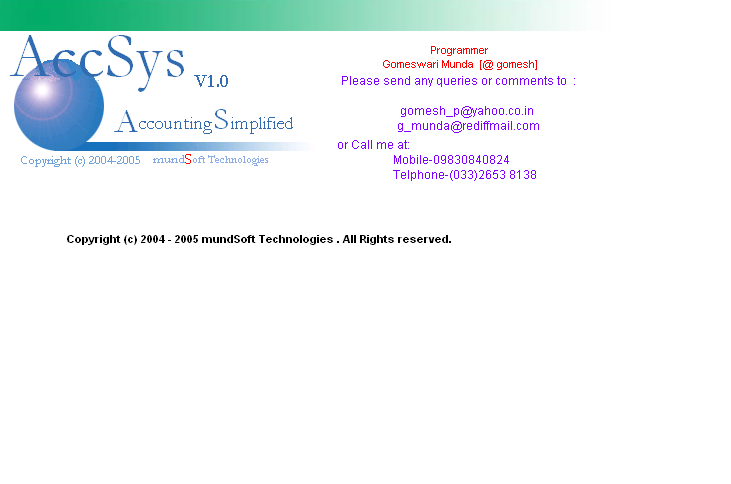 AccSys V1.0
Accounting Simplified
Copyright (c) 2004-2005 mundSoft Technologies
Programmer
Gomeswari Munda [@ gomesh]
Please send any queries or comments to :
gomesh_p@yahoo.co.in
g_munda@rediffmail.com
or Call me at:
Mobile-09830840824
Telphone-(033)2653 8138
Copyright (c) 2004 - 2005 mundSoft Technologies . All Rights reserved.